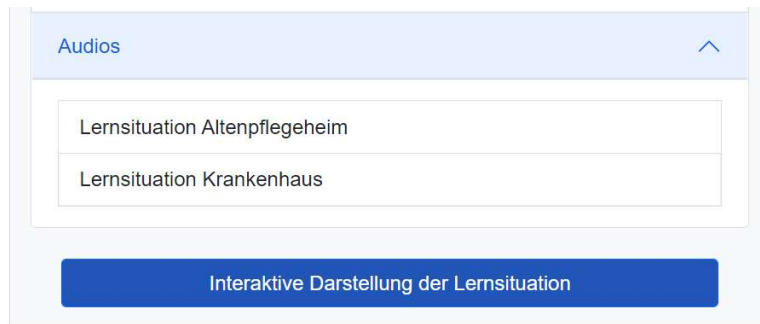 Audios
Lernsituation Altenpflegeheim
Lernsituation Krankenhaus
Interaktive Darstellung der Lernsituation